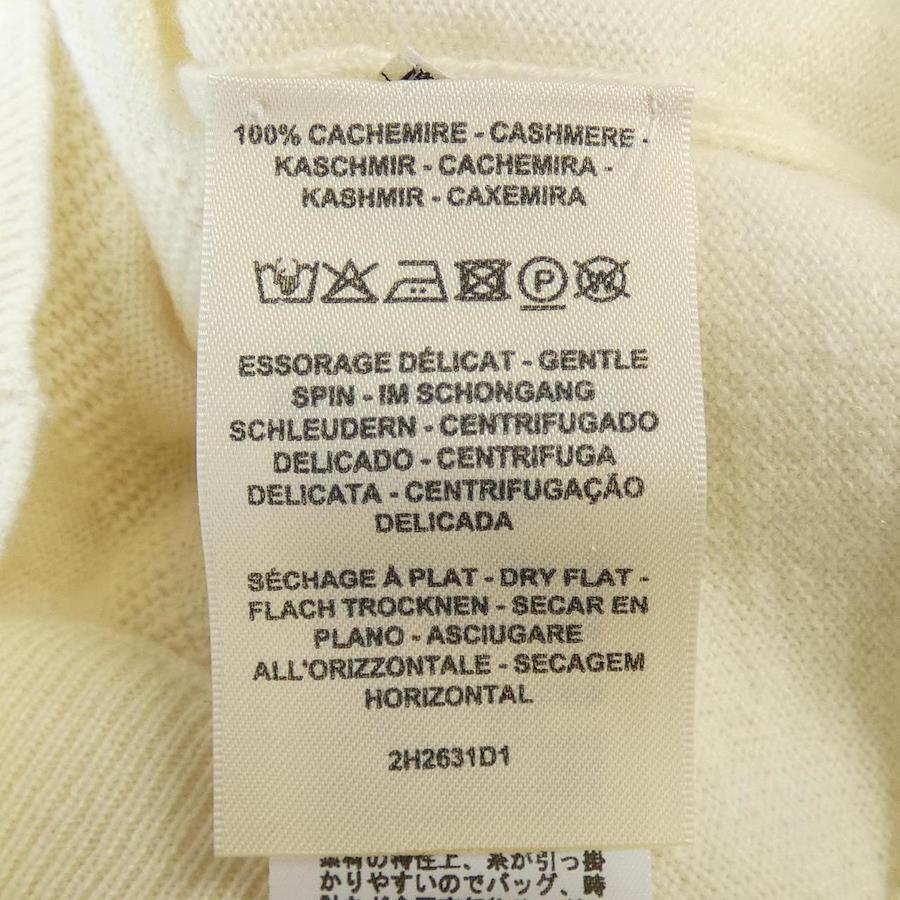 100% CACHEMIRE - CASHMERE -
KASCHMIR - CACHEMIRA -
KASHMIR - CAXEMIRA
P
W
ESSORAGE DÉLICAT - GENTLE
SPIN - IM SCHONGANG
SCHLEUDERN - CENTRIFUGADO
DELICADO - CENTRIFUGA
DELICATA - CENTRIFUGAÇÃO
DELICADA
SÉCHAGE À PLAT - DRY FLAT -
FLACH TROCKNEN - SECAR EN
PLANO - ASCIUGARE
ALL'ORIZZONTALE - SECAGEM
HORIZONTAL
2H2631D1
素材の特性上、糸が引っ掛
かりやすいのでバッグ、時